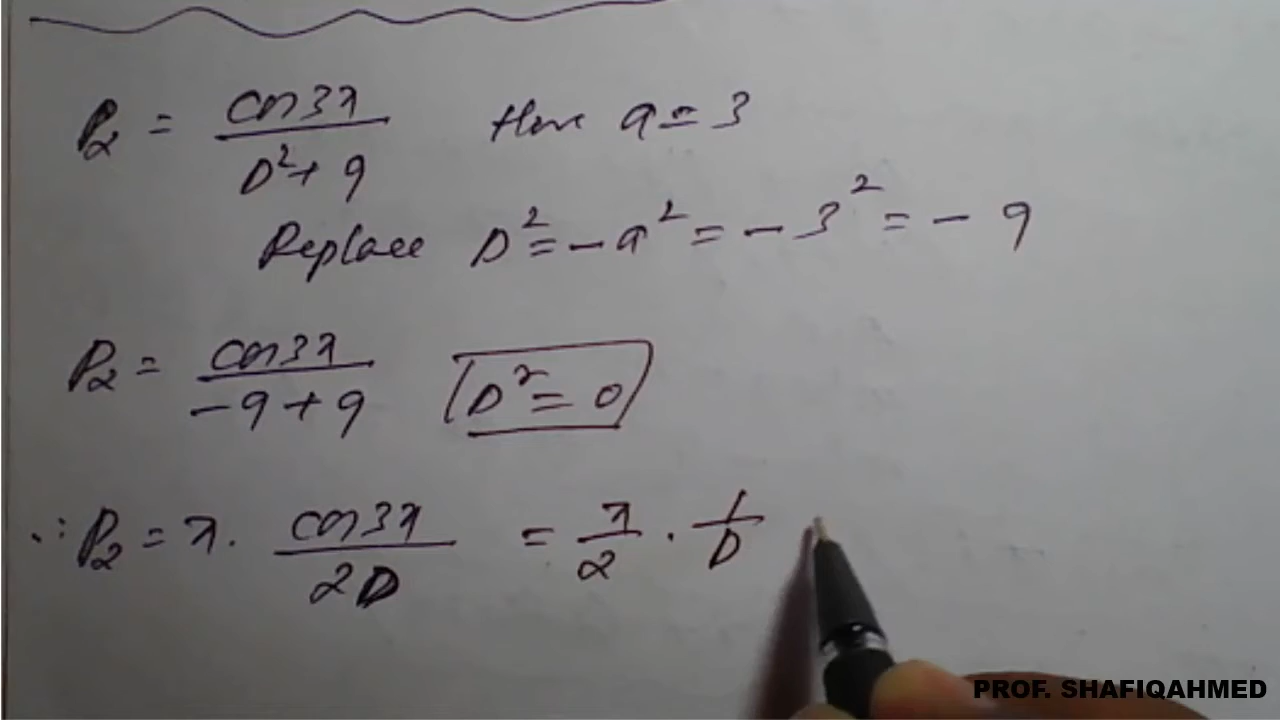 P₂ = cos3x / D²+9 Here a = 3
Replace D² = -a² = -3² = -9
P₂ = cos3x / -9+9 D² = 0
∴ P₂ = x · cos3x / 2D = x/2 · 1/D
PROF. SHAFIQAHMED